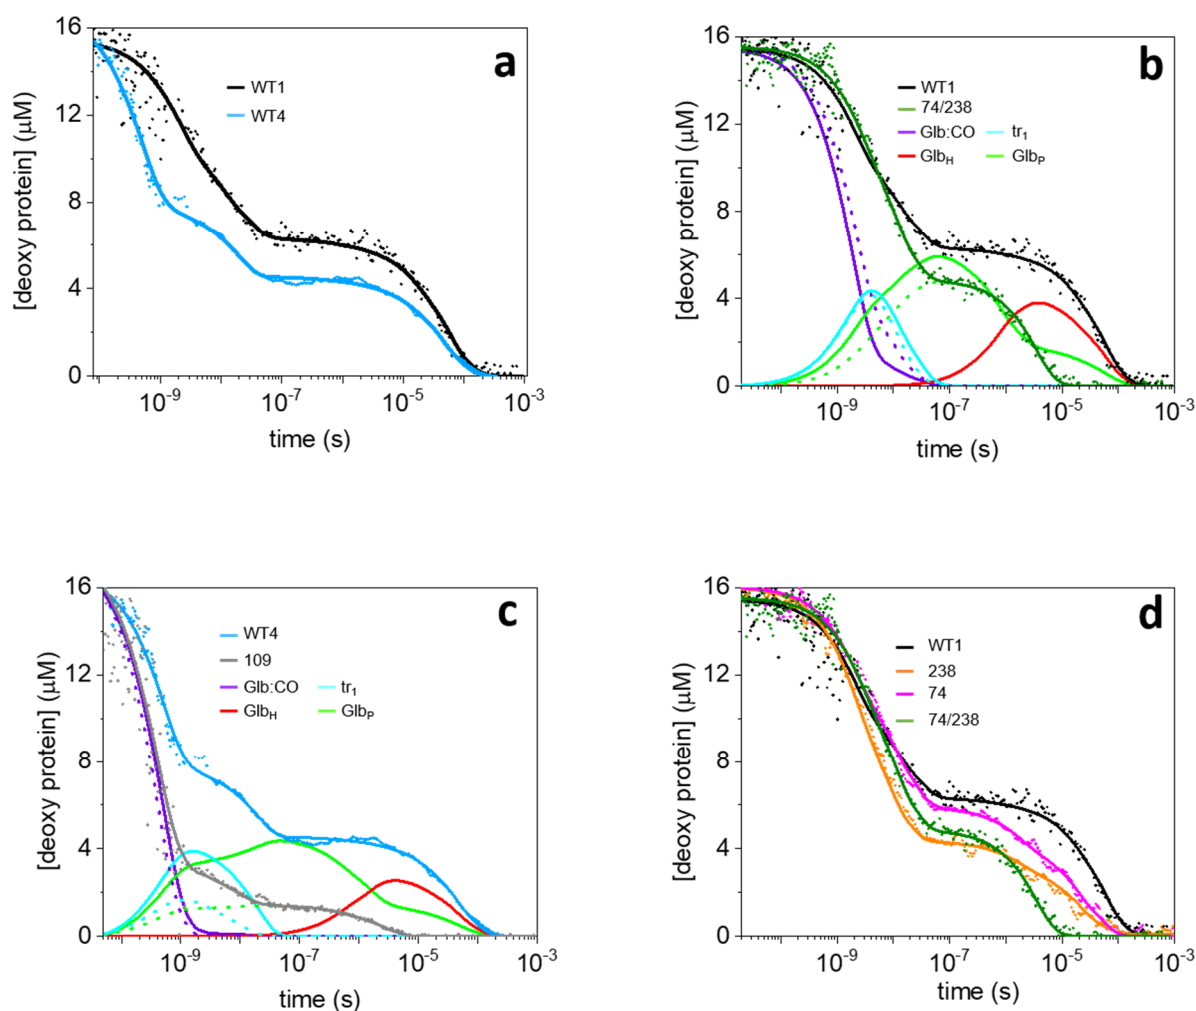 a
[deoxy protein] (μM)
16
12
8
4
0
WT1
WT4
10-9
10-7
10-5
10-3
time (s)
b
[deoxy protein] (μM)
16
12
8
4
0
WT1
74/238
Glb:CO
tr1
GlbH
GlbP
10-9
10-7
10-5
10-3
time (s)
c
[deoxy protein] (μM)
16
12
8
4
0
WT4
109
Glb:CO
tr1
GlbH
GlbP
10-9
10-7
10-5
10-3
time (s)
d
[deoxy protein] (μM)
16
12
8
4
0
WT1
238
74
74/238
10-9
10-7
10-5
10-3
time (s)